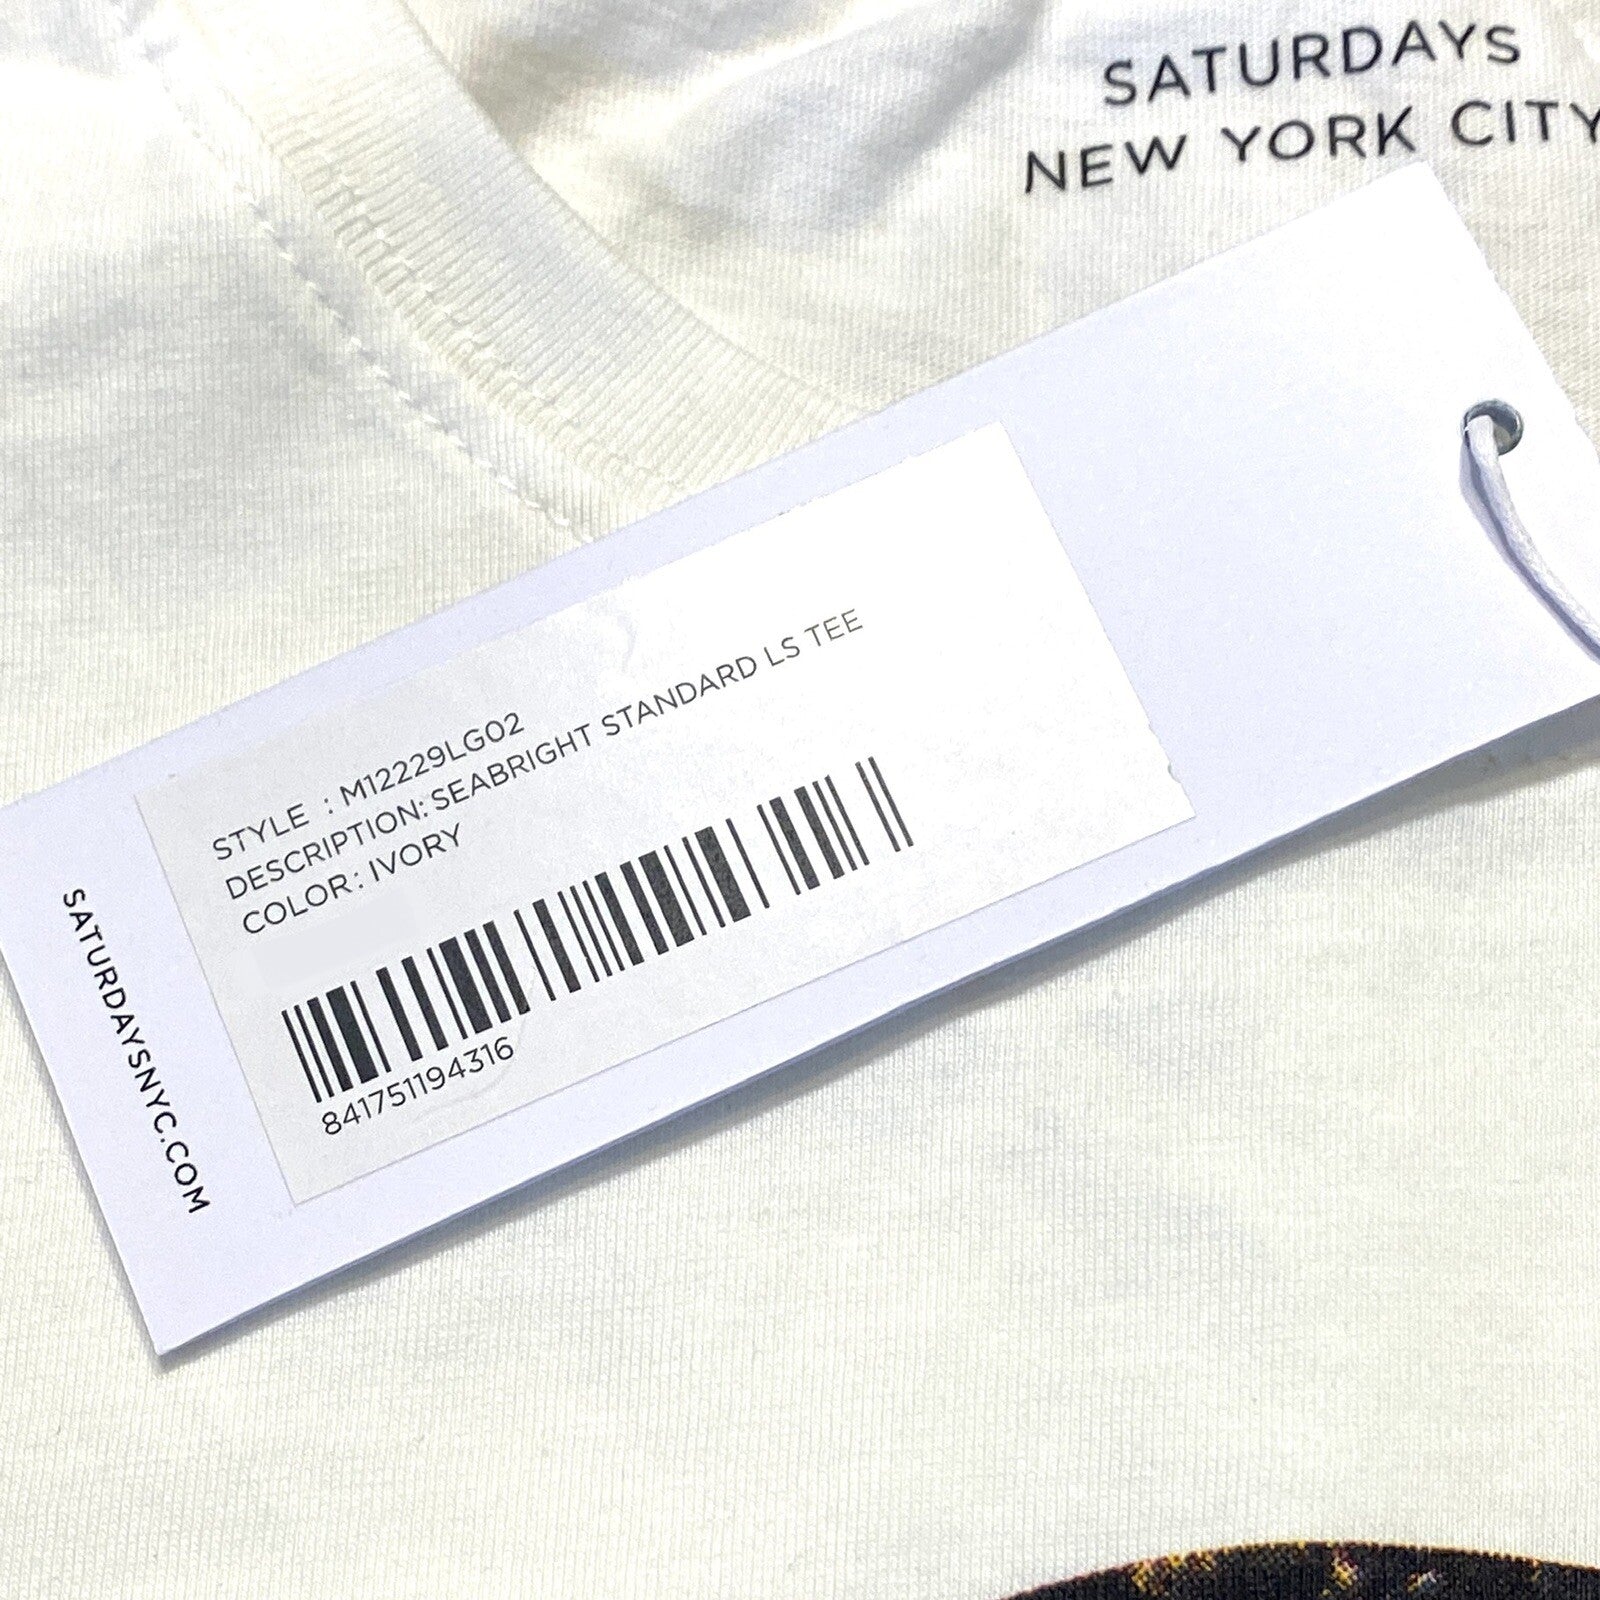 SATURDAYS
NEW YORK CITY
STYLE : M12229LG02
DESCRIPTION: SEABRIGHT STANDARD LS TEE
COLOR: IVORY
841751194316
SATURDAYSNYC.COM